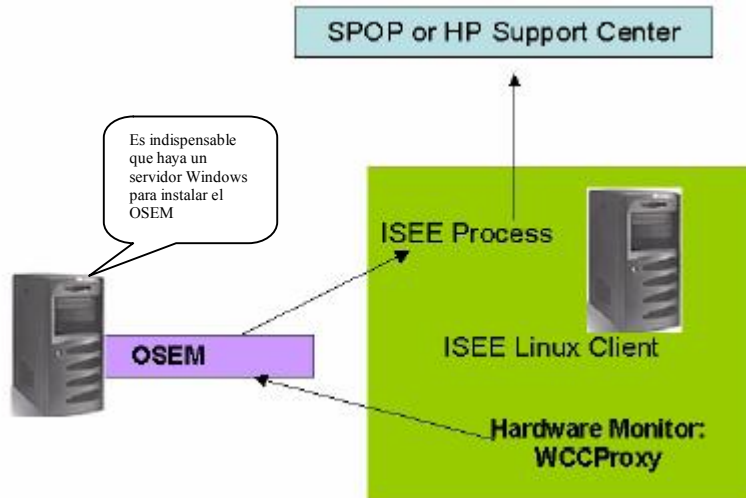 SPOP or HP Support Center
Es indispensable
que haya un
servidor Windows
para instalar el
OSEM
ISEE Process
OSEM
ISEE Linux Client
Hardware Monitor:
WCCProxy